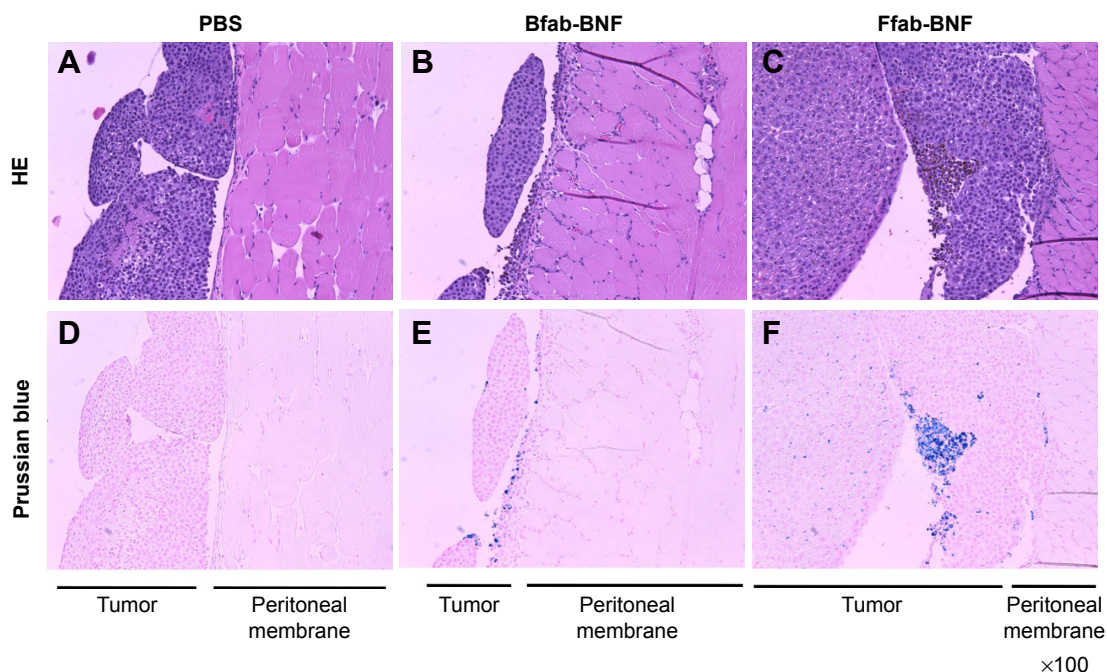 PBS
Bfab-BNF
Ffab-BNF
HE
A
B
C
Prussian blue
D
E
F
Tumor
Peritoneal
membrane
Tumor
Peritoneal
membrane
Tumor
Peritoneal
membrane
×100